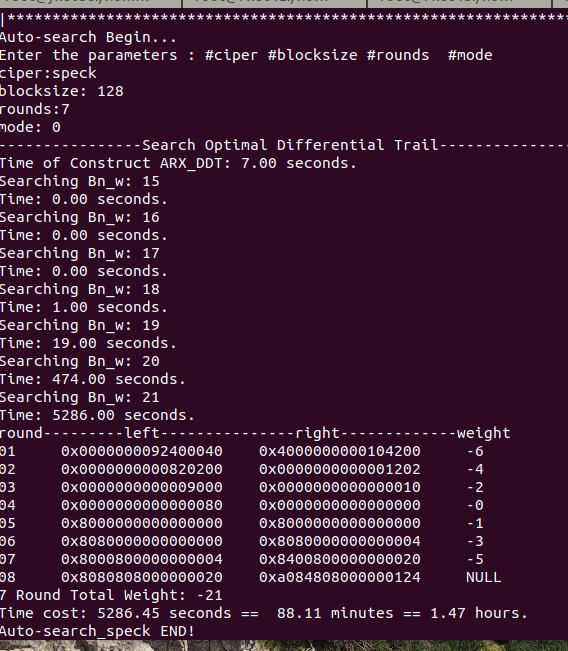 |***************************************************************
Auto-search Begin...
Enter the parameters : #ciper #blocksize #rounds  #mode
ciper:speck
blocksize: 128
rounds:7
mode: 0
----------------Search Optimal Differential Trail----------------
Time of Construct ARX_DDT: 7.00 seconds.
Searching Bn_w: 15
Time: 0.00 seconds.
Searching Bn_w: 16
Time: 0.00 seconds.
Searching Bn_w: 17
Time: 0.00 seconds.
Searching Bn_w: 18
Time: 1.00 seconds.
Searching Bn_w: 19
Time: 19.00 seconds.
Searching Bn_w: 20
Time: 474.00 seconds.
Searching Bn_w: 21
Time: 5286.00 seconds.
round---------left---------------right-------------weight
01     0x0000000092400040    0x4000000000104200      -6
02     0x0000000000820200    0x0000000000001202      -4
03     0x0000000000009000    0x0000000000000010      -2
04     0x0000000000000080    0x0000000000000000      -0
05     0x8000000000000000    0x8000000000000000      -1
06     0x8080000000000000    0x8080000000000004      -3
07     0x8000800000000004    0x8400800000000020      -5
08     0x8080808000000020    0xa084808000000124      NULL
7 Round Total Weight: -21
Time cost: 5286.45 seconds ==  88.11 minutes == 1.47 hours.
Auto-search_speck END!